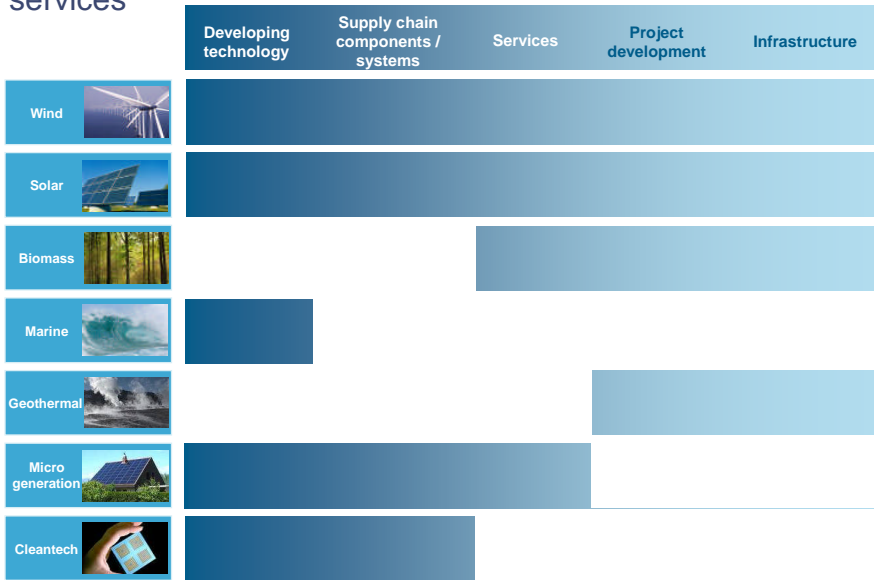 services
Developing
technology
Supply chain
components /
systems
Services
Project
development
Infrastructure
Wind
Solar
Biomass
Marine
Geothermal
Micro
generation
Cleantech